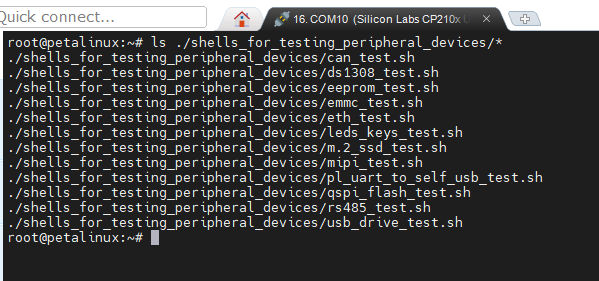 Quick connect...
16. COM10 (Silicon Labs CP210x
root@petalinux:~# ls ./shells_for_testing_peripheral_devices/*
./shells_for_testing_peripheral_devices/can_test.sh
./shells_for_testing_peripheral_devices/ds1308_test.sh
./shells_for_testing_peripheral_devices/eeprom_test.sh
./shells_for_testing_peripheral_devices/emmc_test.sh
./shells_for_testing_peripheral_devices/eth_test.sh
./shells_for_testing_peripheral_devices/leds_keys_test.sh
./shells_for_testing_peripheral_devices/m.2_ssd_test.sh
./shells_for_testing_peripheral_devices/mipi_test.sh
./shells_for_testing_peripheral_devices/pl_uart_to_self_usb_test.sh
./shells_for_testing_peripheral_devices/qspi_flash_test.sh
./shells_for_testing_peripheral_devices/rs485_test.sh
./shells_for_testing_peripheral_devices/usb_drive_test.sh
root@petalinux:~#